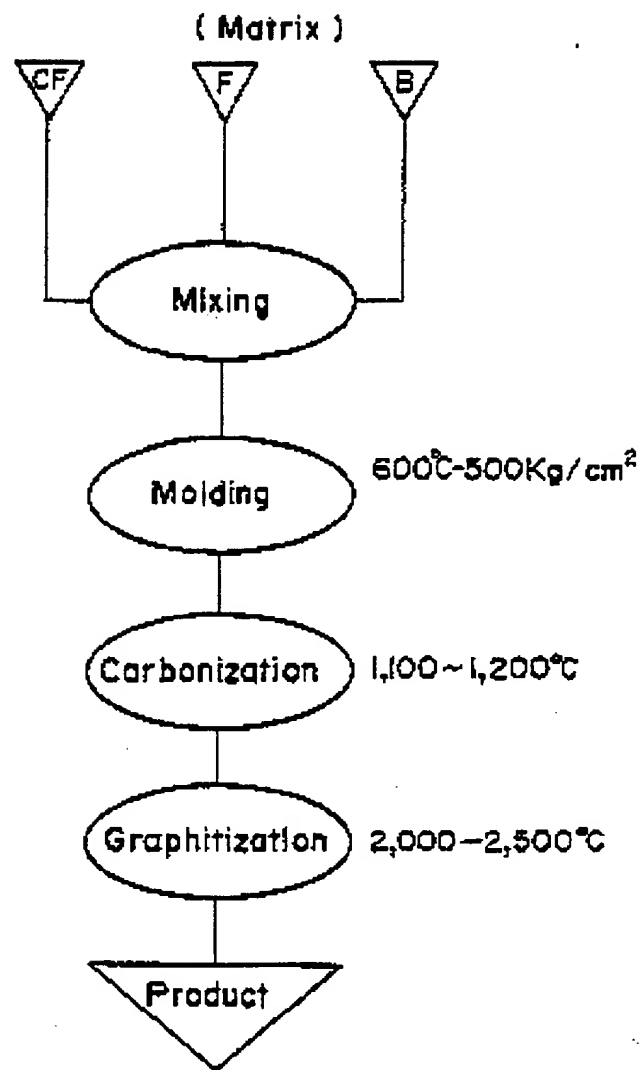 ( Matrix )
CF F B
Mixing
Molding 600°C-500Kg/cm²
Carbonization 1,100~1,200°C
Graphitization 2,000-2,500°C
Product